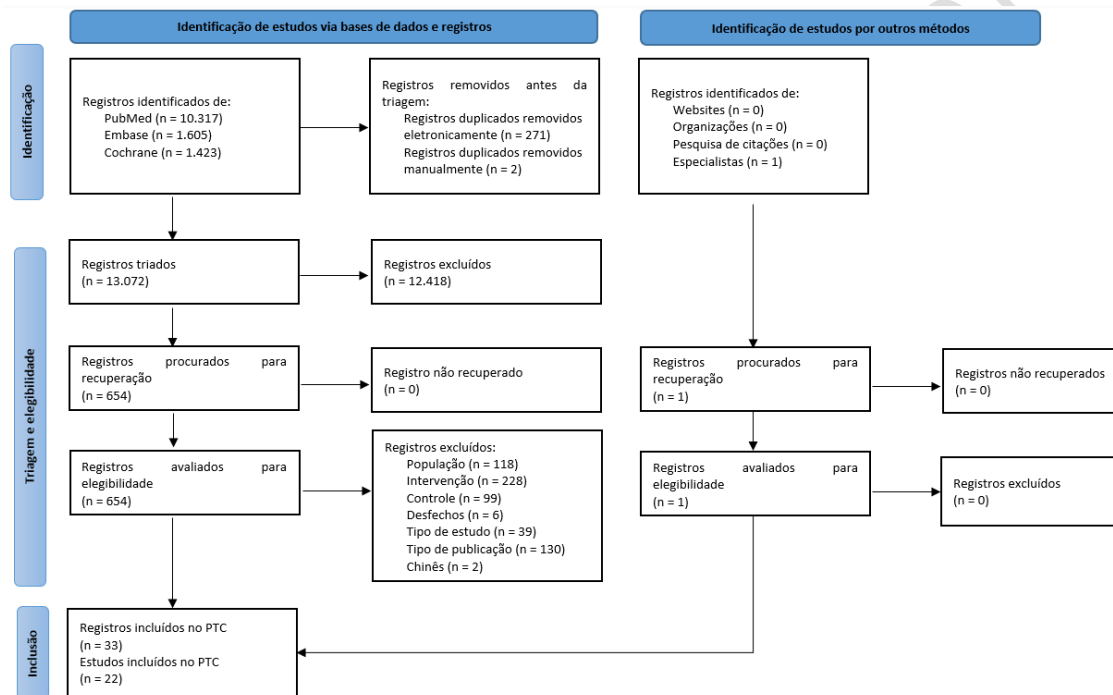 Identificação de estudos via bases de dados e registros
Identificação de estudos por outros métodos
Identificação
Registros identificados de:
PubMed (n = 10.317)
Embase (n = 1.605)
Cochrane (n = 1.423)
Registros removidos antes da
triagem:
Registros duplicados removidos
eletronicamente (n = 271)
Registros duplicados removidos
manualmente (n = 2)
Registros identificados de:
Websites (n = 0)
Organizações (n = 0)
Pesquisa de citações (n = 0)
Especialistas (n = 1)
Triagem e elegibilidade
Registros triados
(n = 13.072)
Registros excluídos
(n = 12.418)
Registros procurados para
recuperação
(n = 654)
Registro não recuperado
(n = 0)
Registros procurados para
recuperação
(n = 1)
Registros não recuperados
(n = 0)
Registros avaliados para
elegibilidade
(n = 654)
Registros excluídos:
População (n = 118)
Intervenção (n = 228)
Controle (n = 99)
Desfechos (n = 6)
Tipo de estudo (n = 39)
Tipo de publicação (n = 130)
Chinês (n = 2)
Registros avaliados para
elegibilidade
(n = 1)
Registros excluídos
(n = 0)
Inclusão
Registros incluídos no PTC
(n = 33)
Estudos incluídos no PTC
(n = 22)